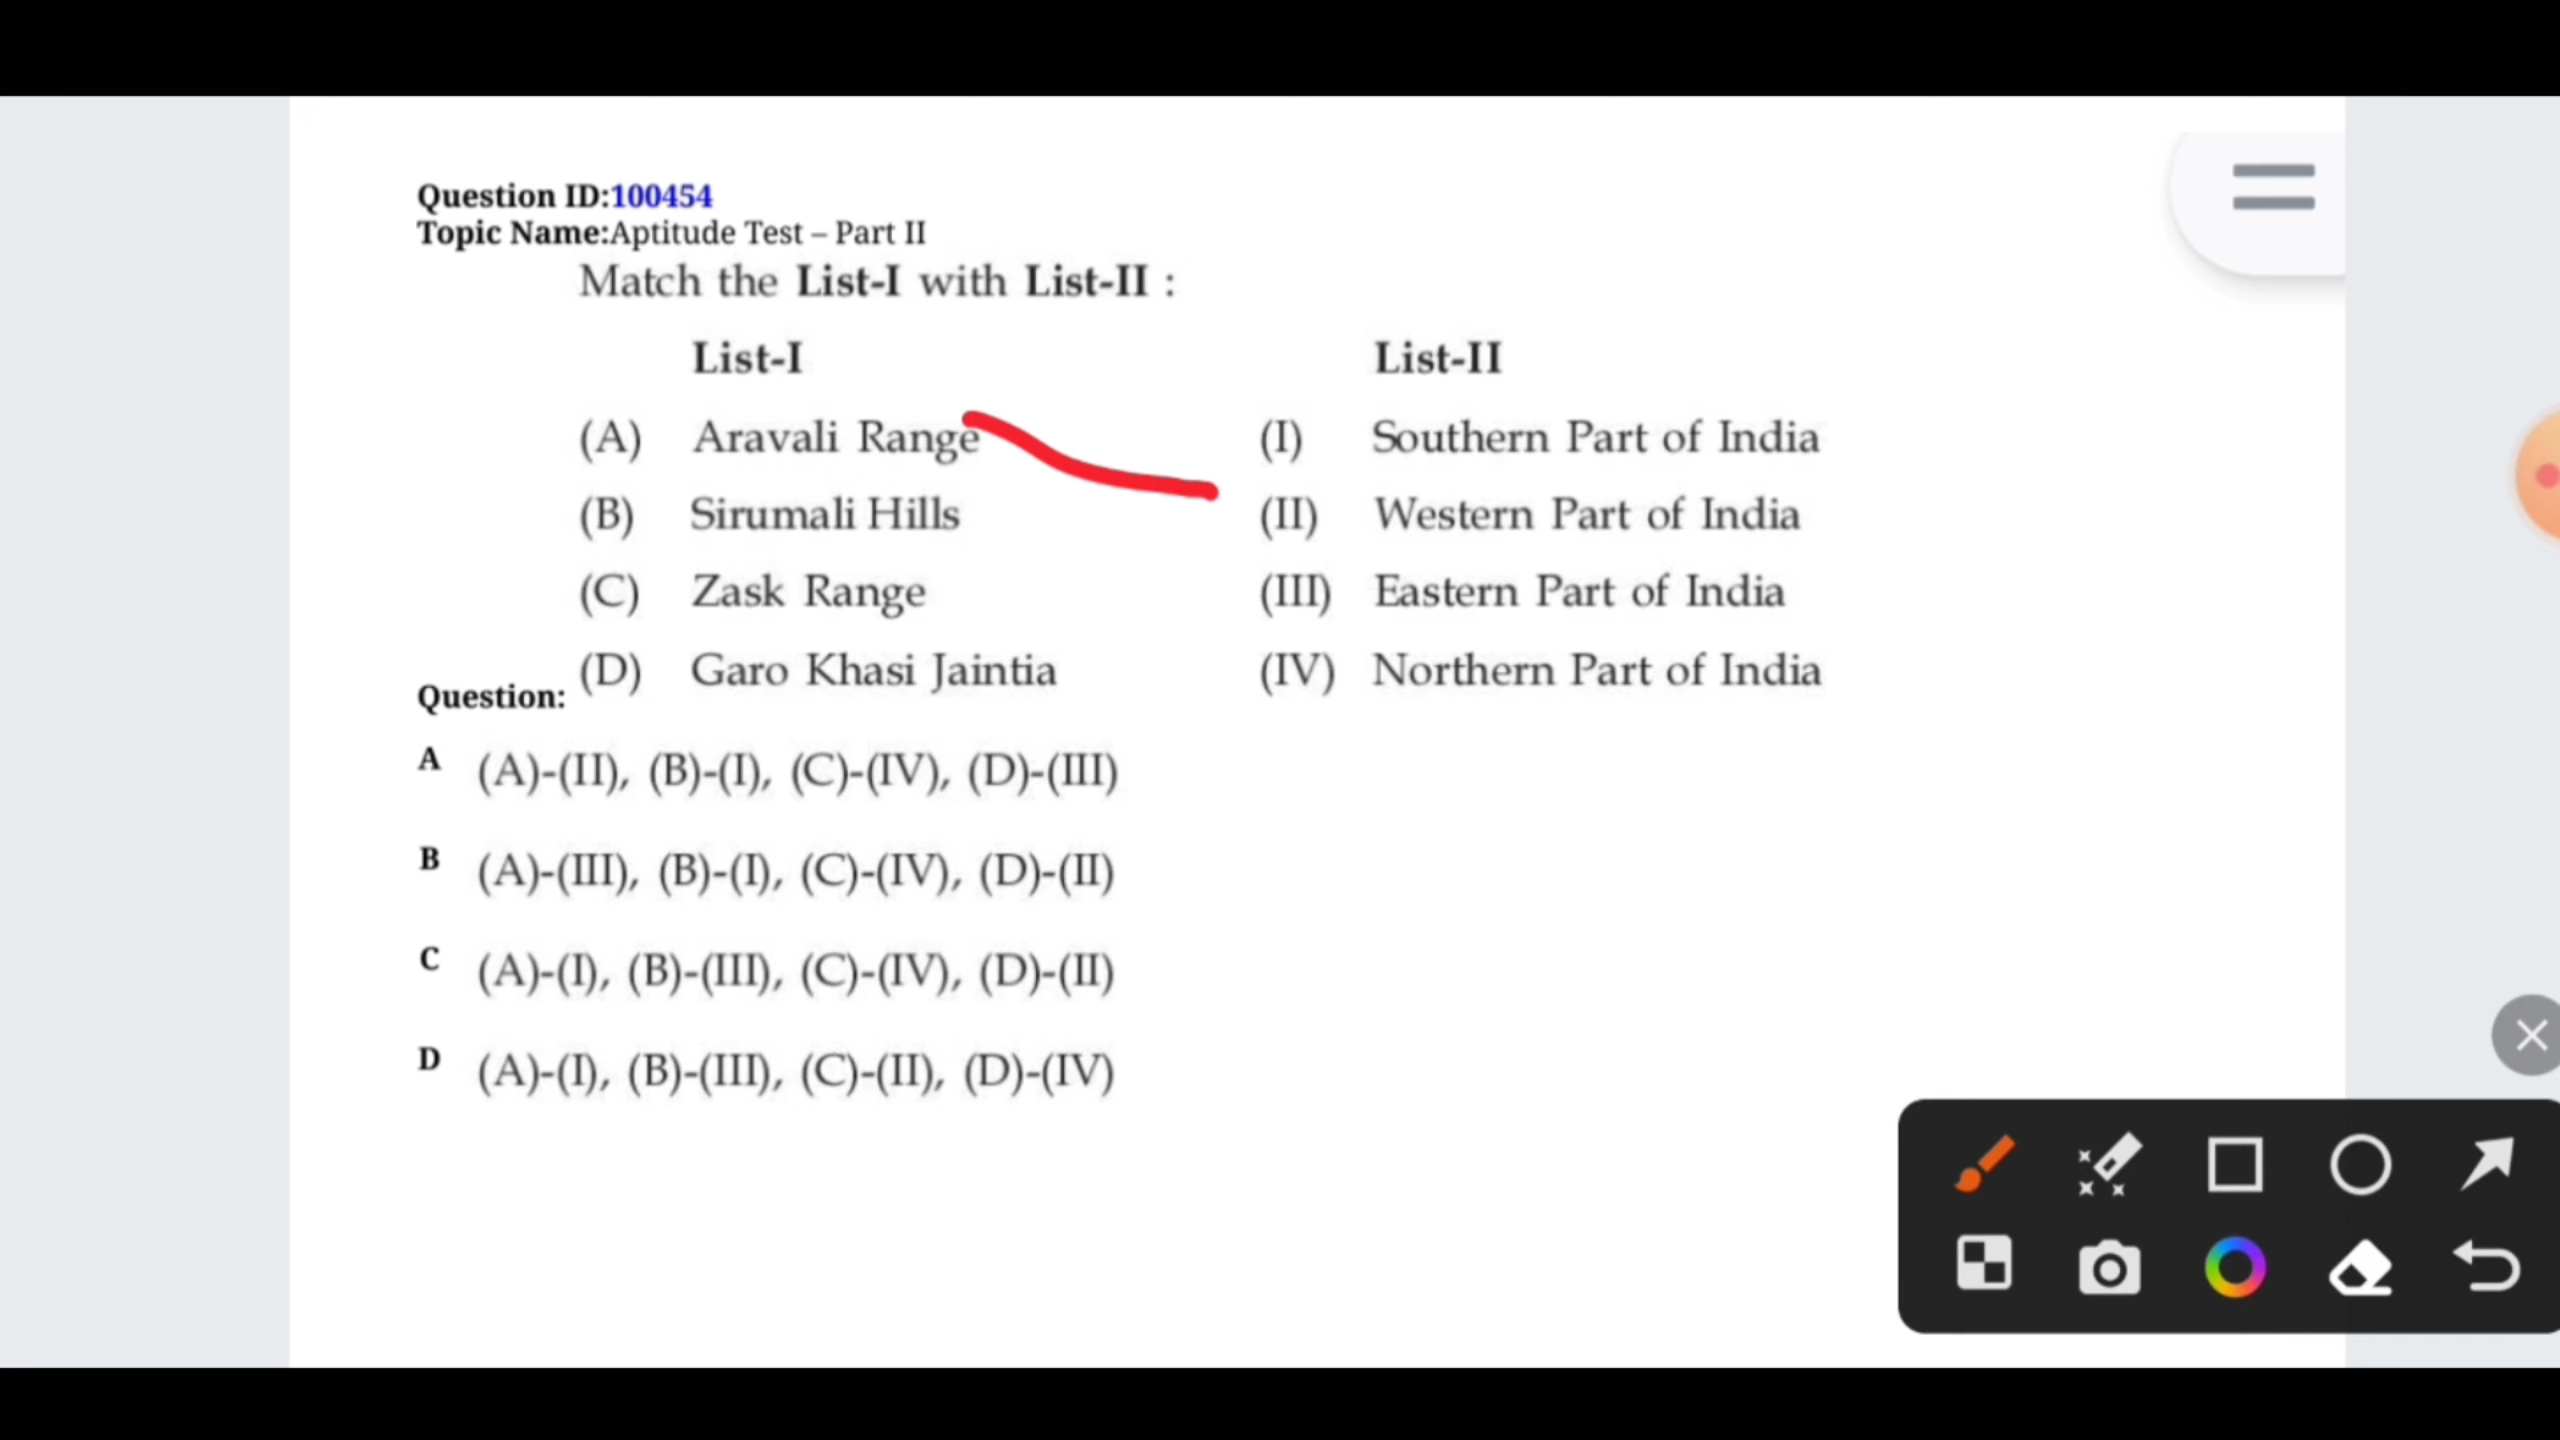 Question ID:100454
Topic Name:Aptitude Test – Part II
Match the List-I with List-II :
List-I List-II
(A) Aravali Range (I) Southern Part of India
(B) Sirumali Hills (II) Western Part of India
(C) Zask Range (III) Eastern Part of India
(D) Garo Khasi Jaintia (IV) Northern Part of India
Question:
A (A)-(II), (B)-(I), (C)-(IV), (D)-(III)
B (A)-(III), (B)-(I), (C)-(IV), (D)-(II)
C (A)-(I), (B)-(III), (C)-(IV), (D)-(II)
D (A)-(I), (B)-(III), (C)-(II), (D)-(IV)